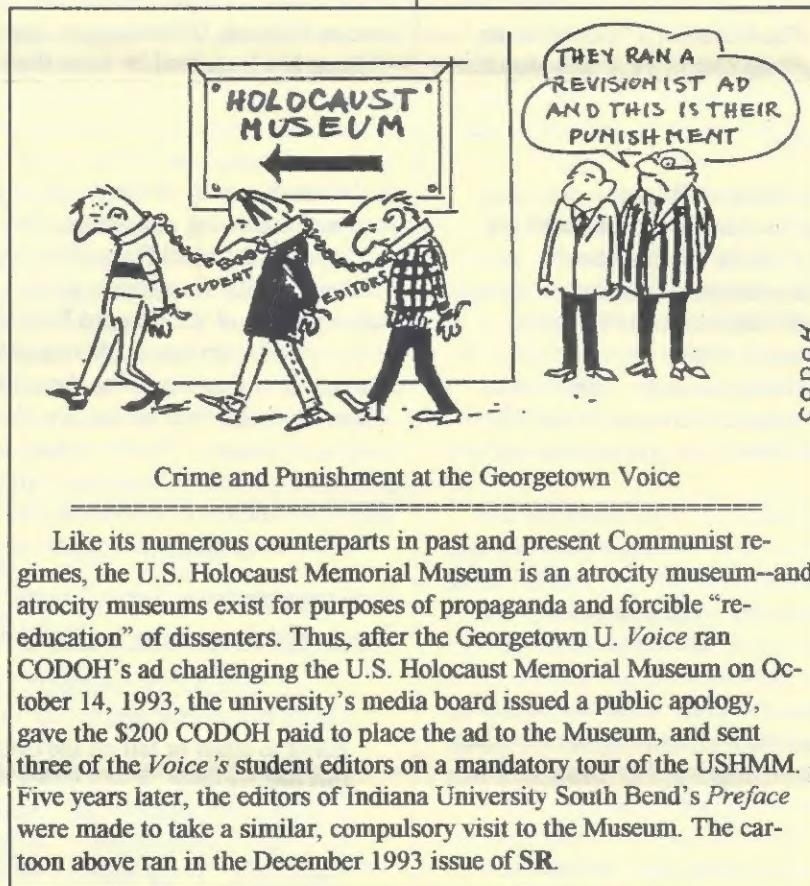 HOLOCAUST
MUSEUM
THEY RAN A
REVISIONIST AD
AND THIS IS THEIR
PUNISHMENT
STUDENT
EDITORS
CODOH
Crime and Punishment at the Georgetown Voice
Like its numerous counterparts in past and present Communist re-
gimes, the U.S. Holocaust Memorial Museum is an atrocity museum--and
atrocity museums exist for purposes of propaganda and forcible “re-
education” of dissenters. Thus, after the Georgetown U. Voice ran
CODOH’s ad challenging the U.S. Holocaust Memorial Museum on Oc-
tober 14, 1993, the university’s media board issued a public apology,
gave the $200 CODOH paid to place the ad to the Museum, and sent
three of the Voice’s student editors on a mandatory tour of the USHMM.
Five years later, the editors of Indiana University South Bend’s Preface
were made to take a similar, compulsory visit to the Museum. The car-
toon above ran in the December 1993 issue of SR.